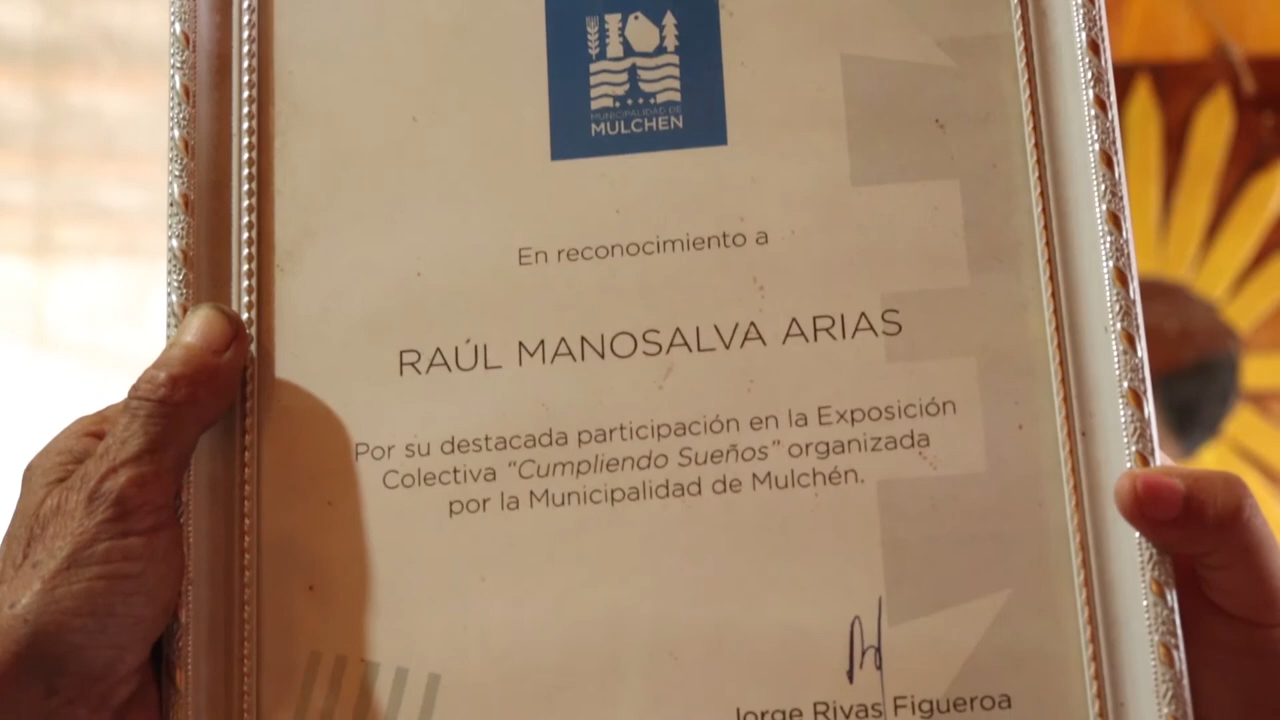 MUNICIPALIDAD DE
MULCHÉN
En reconocimiento a
RAÚL MANOSALVA ARIAS
Por su destacada participación en la Exposición
Colectiva “Cumpliendo Sueños” organizada
por la Municipalidad de Mulchén.
Jorge Rivas Figueroa